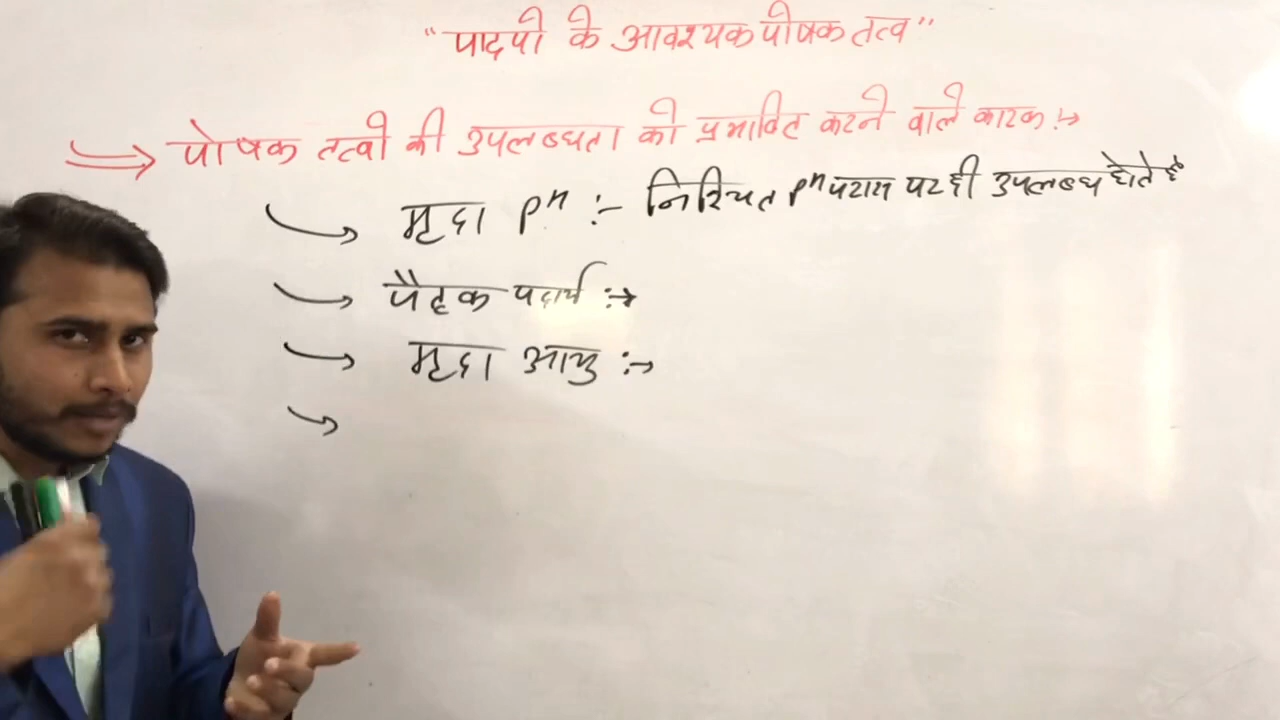 "पादपो के आवश्यक पोषक तत्व"
⇒ पोषक तत्वो की उपलब्धता को प्रभावित करने वाले कारक :→
→ मृदा pH :- निश्चित pH परास पर ही उपलब्ध होते है
→ पैतृक पदार्थ :→
→ मृदा आयु :→
→